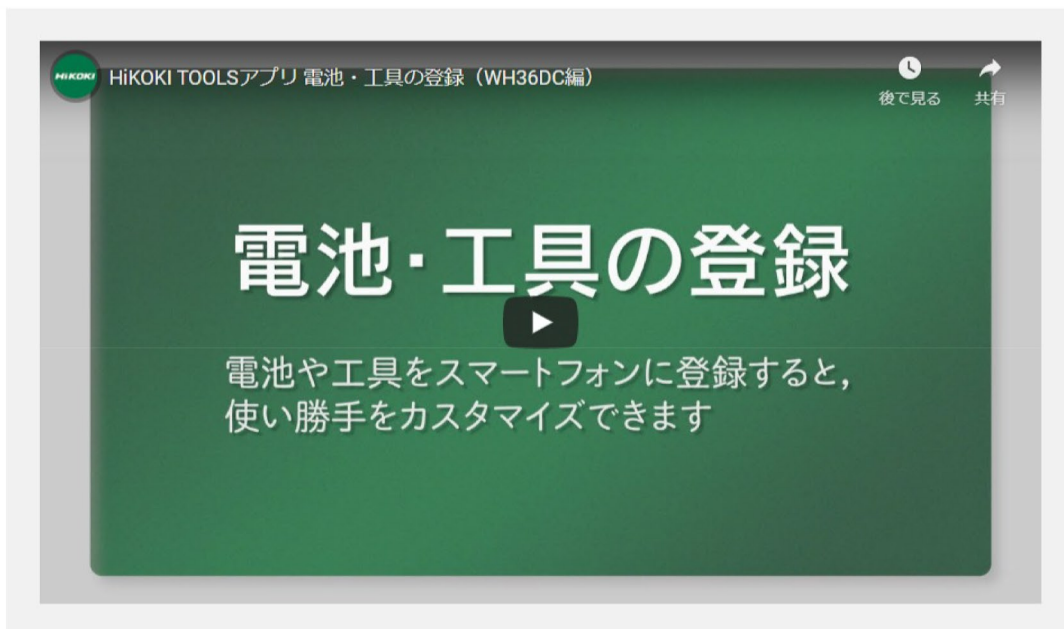 HiKOKI
HiKOKI TOOLSアプリ 電池・工具の登録（WH36DC編）
後で見る
共有
電池・工具の登録
電池や工具をスマートフォンに登録すると，
使い勝手をカスタマイズできます